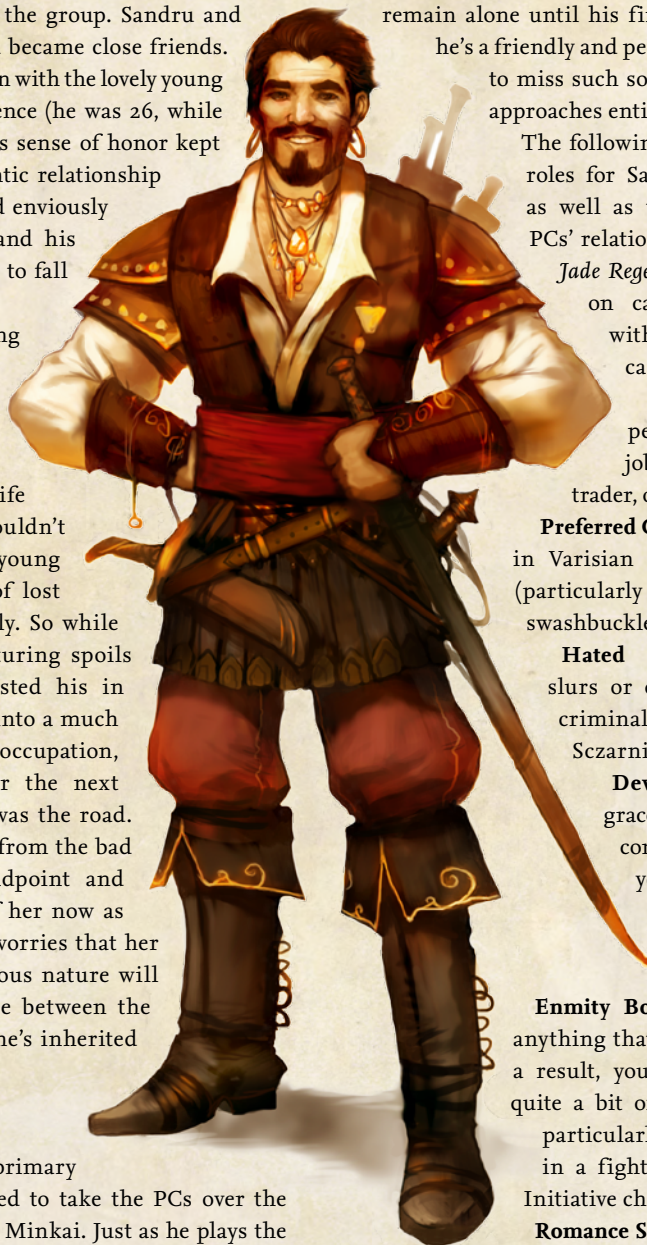 the group. Sandru and
became close friends.
n with the lovely young
ence (he was 26, while
s sense of honor kept
ntic relationship
d enviously
and his
to fall
ng
ife
ouldn't
young
of lost
ly. So while
turing spoils
sted his in
into a much
occupation,
r the next
was the road.
from the bad
ndpoint and
f her now as
worries that her
ous nature will
e between the
he's inherited
primary
ed to take the PCs over the
Minkai. Just as he plays the
remain alone until his fi
he's a friendly and pe
to miss such so
approaches enti
The followin
roles for Sa
as well as
PCs' relatio
Jade Rege
on ca
with
ca
pe
job
trader, o
Preferred
in Varisian
(particularly
swashbuckle
Hated
slurs or
criminal
Sczarni
Dev
grac
con
y
Enmity Bo
anything that
a result, you
quite a bit o
particularl
in a fight
Initiative ch
Romance S